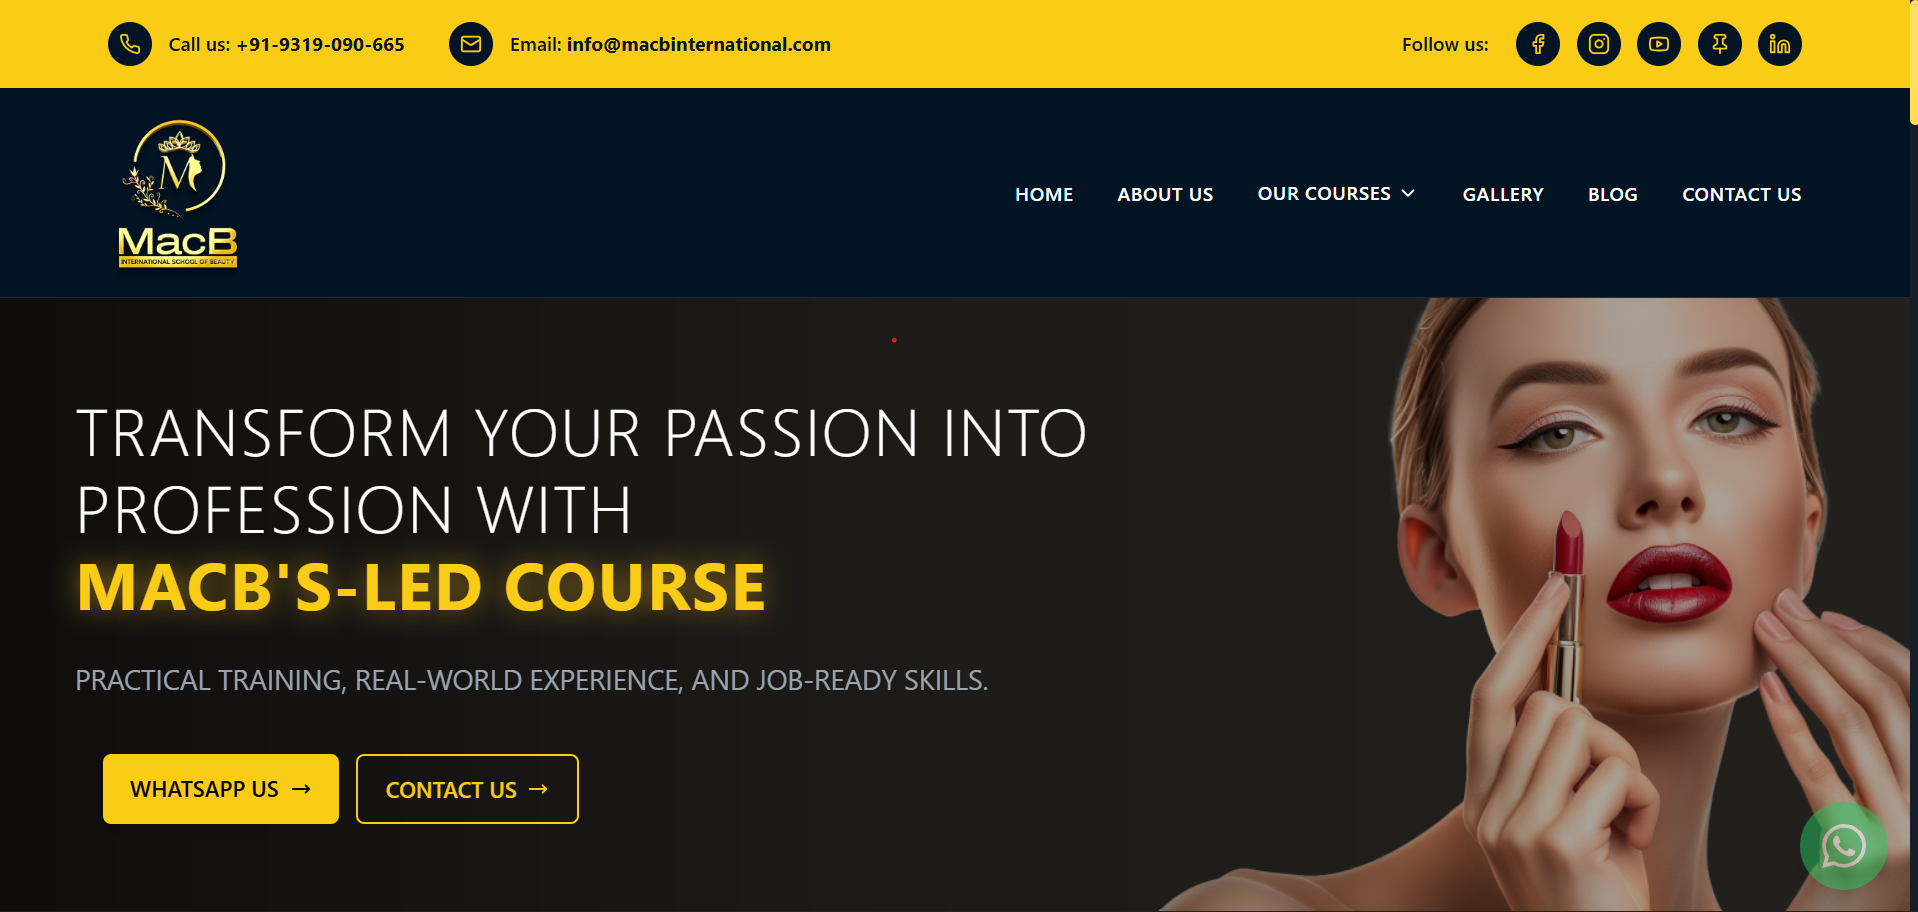 Call us: +91-9319-090-665
Email: info@macbinternational.com
Follow us:
M
MacB
INTERNATIONAL SCHOOL OF BEAUTY
HOME
ABOUT US
OUR COURSES
GALLERY
BLOG
CONTACT US
TRANSFORM YOUR PASSION INTO
PROFESSION WITH
MACB'S-LED COURSE
PRACTICAL TRAINING, REAL-WORLD EXPERIENCE, AND JOB-READY SKILLS.
WHATSAPP US →
CONTACT US →